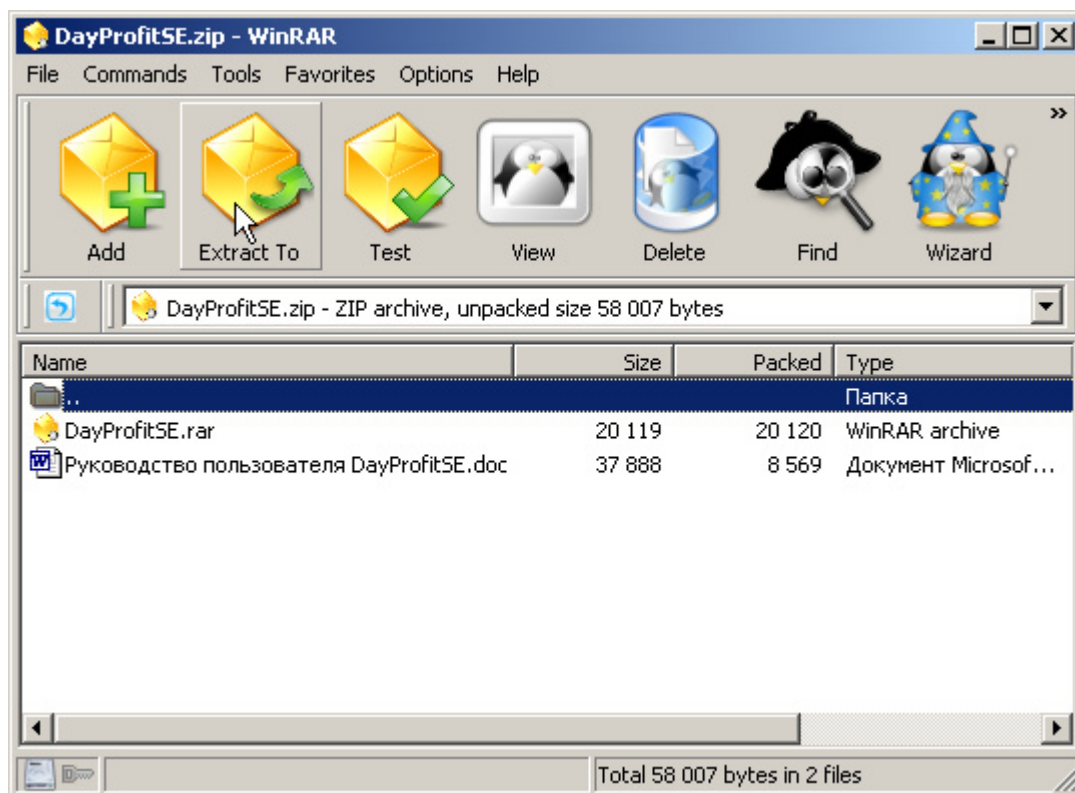 DayProfitSE.zip - WinRAR
File Commands Tools Favorites Options Help
»
Add Extract To Test View Delete Find Wizard
DayProfitSE.zip - ZIP archive, unpacked size 58 007 bytes
Name Size Packed Type
.. Папка
DayProfitSE.rar 20 119 20 120 WinRAR archive
Руководство пользователя DayProfitSE.doc 37 888 8 569 Документ Microsof...
Total 58 007 bytes in 2 files